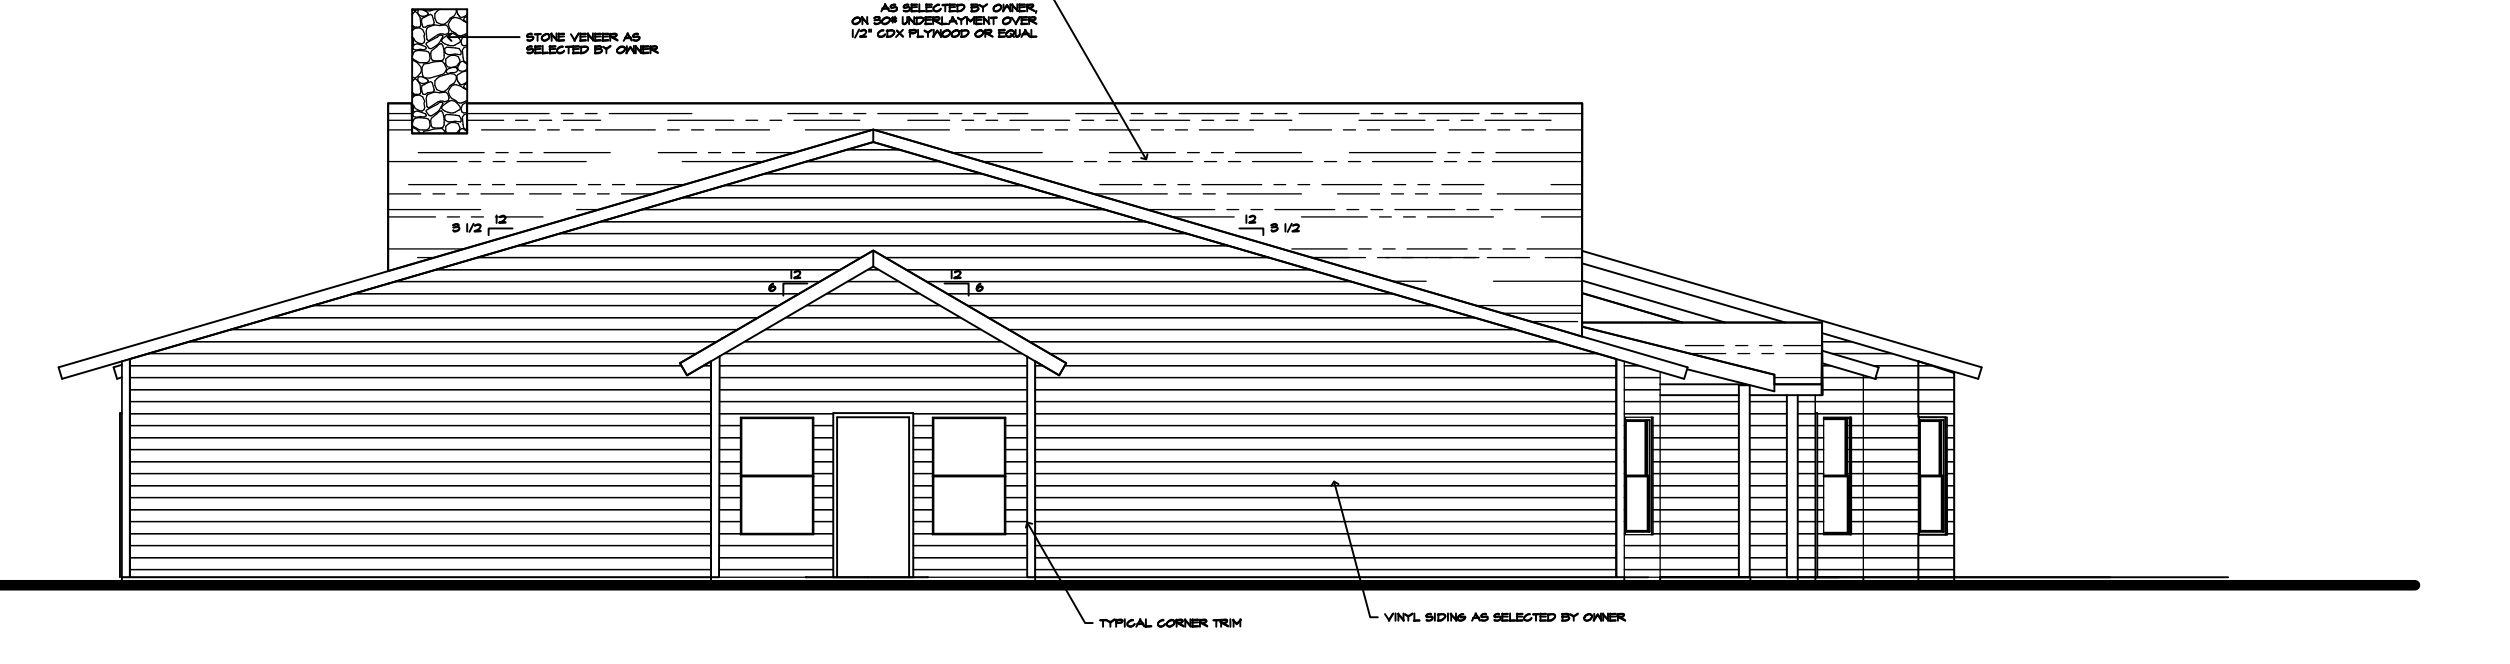 AS SELECTED BY OWNER,
ON 30# UNDERLAYMENT OVER
1/2" CDX PLYWOOD OR EQUAL
STONE VENEER AS
SELECTED BY OWNER
12
3 1/2
12
3 1/2
12
6
12
6
TYPICAL CORNER TRIM
VINYL SIDING AS SELECTED BY OWNER